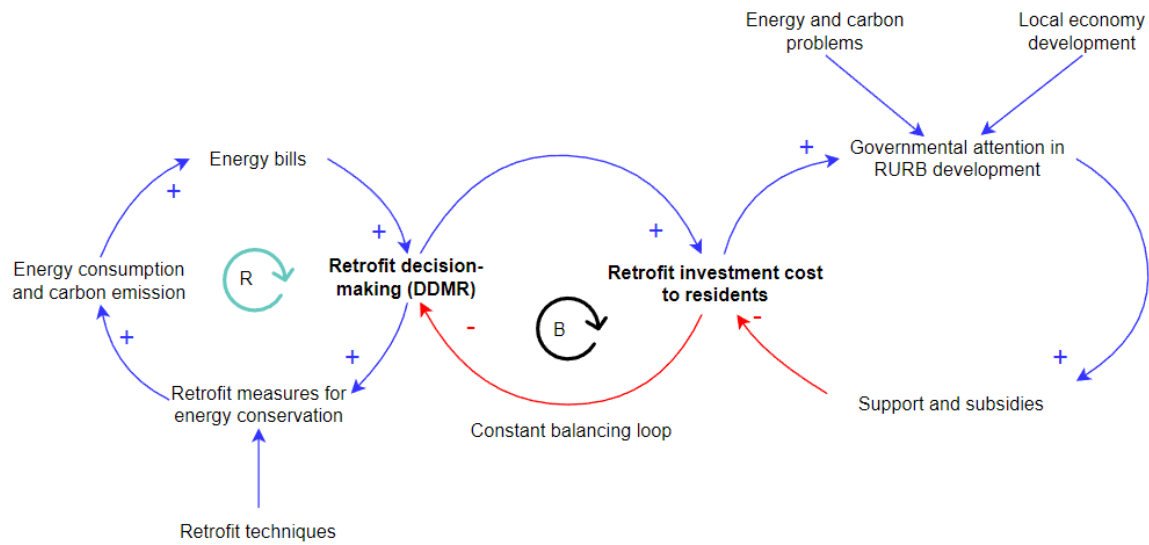 Energy and carbon
problems
Local economy
development
+
Governmental attention in
RURB development
Energy bills
+
+
+
Energy consumption
and carbon emission
R
Retrofit decision-
making (DDMR)
Retrofit investment cost
to residents
-
B
-
+
+
+
Retrofit measures for
energy conservation
Constant balancing loop
Support and subsidies
Retrofit techniques